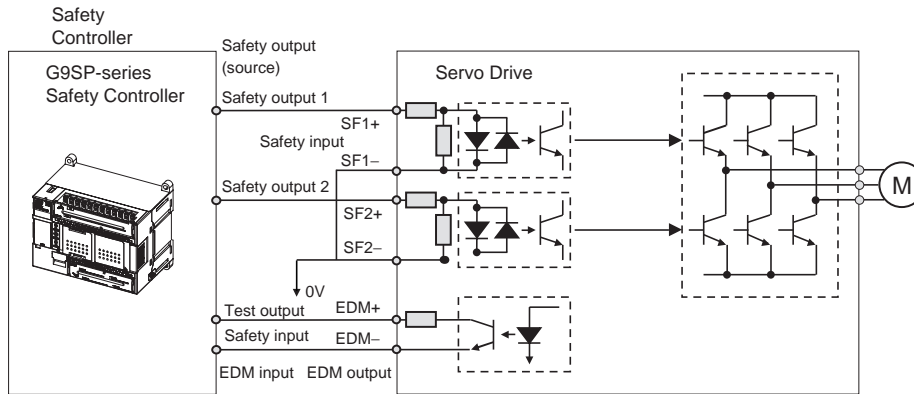 Safety
Controller
Safety output
(source)
G9SP-series
Safety Controller
Servo Drive
Safety output 1
SF1+
Safety input
SF1–
M
Safety output 2
SF2+
SF2–
0V
Test output EDM+
Safety input EDM–
EDM input EDM output